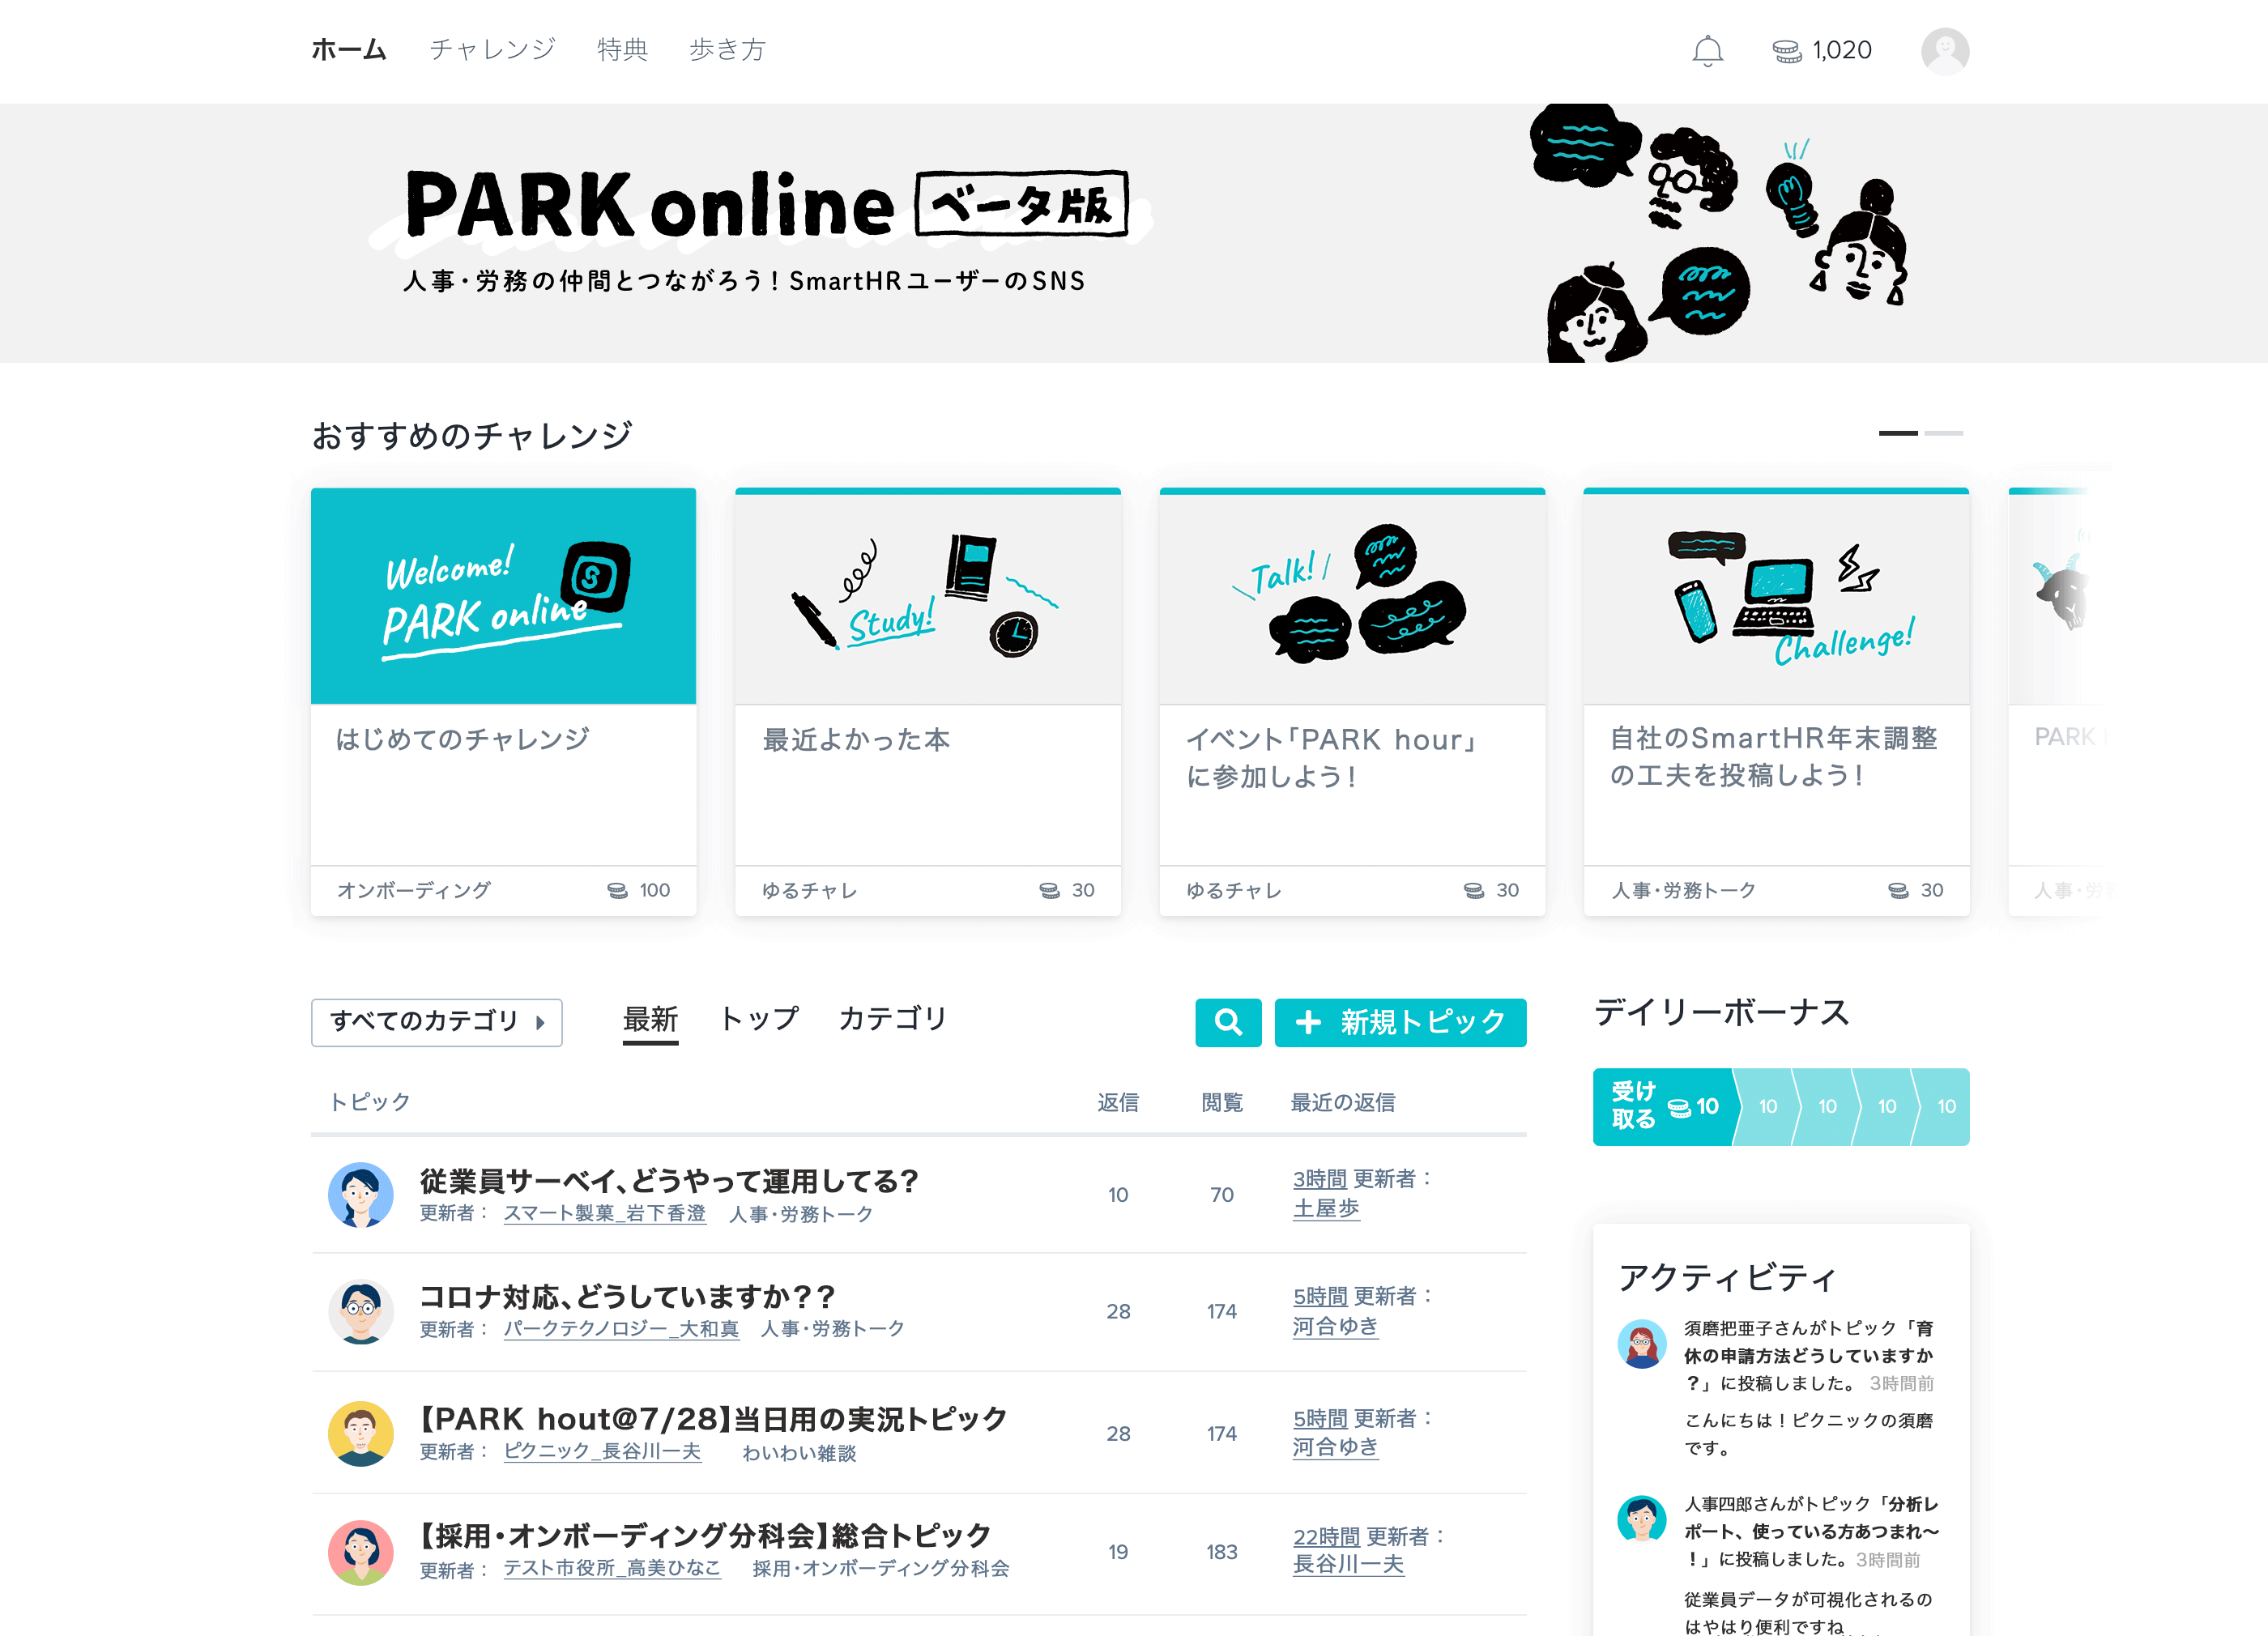 ホーム チャレンジ 特典 歩き方 1,020
PARK online ベータ版
人事・労務の仲間とつながろう！SmartHRユーザーのSNS
おすすめのチャレンジ
Welcome!
PARK online
S
はじめてのチャレンジ
オンボーディング 100
Study!
最近よかった本
ゆるチャレ 30
Talk!
イベント「PARK hour」
に参加しよう！
ゆるチャレ 30
Challenge!
自社のSmartHR年末調整
の工夫を投稿しよう！
人事・労務トーク 30
PARK
人事・労
すべてのカテゴリ 最新 トップ カテゴリ 新規トピック
トピック 返信 閲覧 最近の返信
従業員サーベイ、どうやって運用してる？
更新者： スマート製菓_岩下香澄 人事・労務トーク
10 70
3時間 更新者：
土屋歩
コロナ対応、どうしていますか？？
更新者： パークテクノロジー_大和真 人事・労務トーク
28 174
5時間 更新者：
河合ゆき
【PARK hout@7/28】当日用の実況トピック
更新者： ピクニック_長谷川一夫 わいわい雑談
28 174
5時間 更新者：
河合ゆき
【採用・オンボーディング分科会】総合トピック
更新者： テスト市役所_高美ひなこ 採用・オンボーディング分科会
19 183
22時間 更新者：
長谷川一夫
デイリーボーナス
受け
取る 10 10 10 10 10
アクティビティ
須磨把亜子さんがトピック「育
休の申請方法どうしていますか
？」に投稿しました。 3時間前
こんにちは！ピクニックの須磨
です。
人事四郎さんがトピック「分析レ
ポート、使っている方あつまれ〜
！」に投稿しました。3時間前
従業員データが可視化されるの
はやはり便利ですね